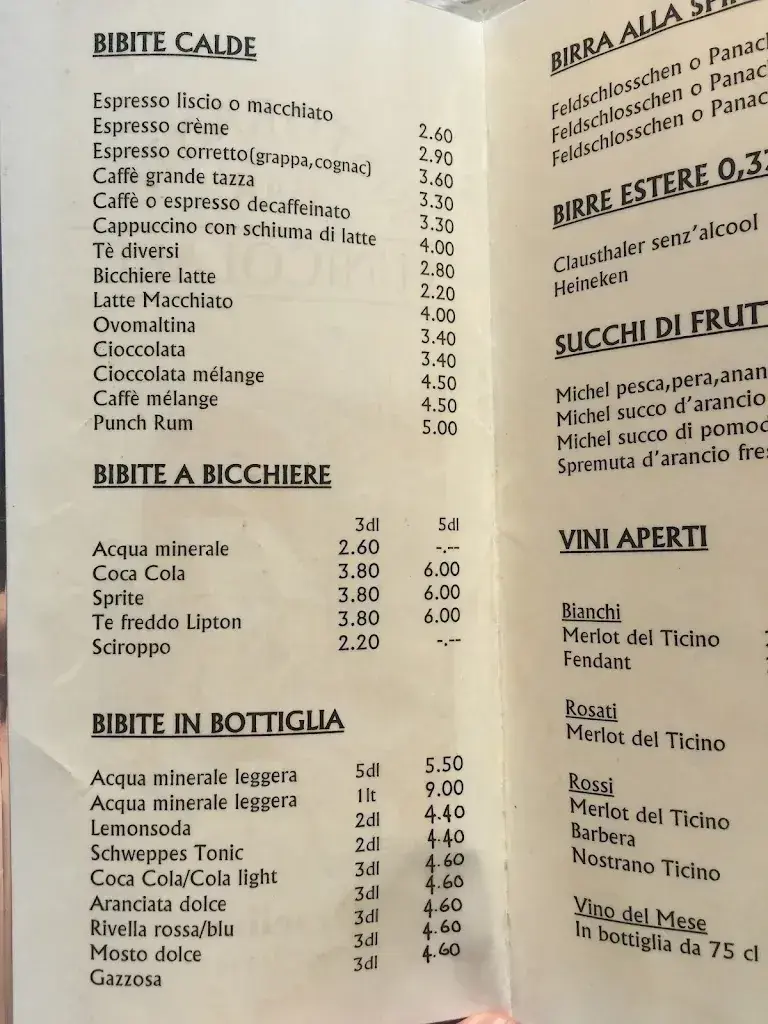 BIBITE CALDE
Espresso liscio o macchiato 2.60
Espresso crème 2.90
Espresso corretto(grappa,cognac) 3.60
Caffè grande tazza 3.30
Caffè o espresso decaffeinato 3.30
Cappuccino con schiuma di latte 4.00
Tè diversi 2.80
Bicchiere latte 2.20
Latte Macchiato 4.00
Ovomaltina 3.40
Cioccolata 3.40
Cioccolata mélange 4.50
Caffè mélange 4.50
Punch Rum 5.00
BIBITE A BICCHIERE
3dl 5dl
Acqua minerale 2.60 -.--
Coca Cola 3.80 6.00
Sprite 3.80 6.00
Te freddo Lipton 3.80 6.00
Sciroppo 2.20 -.--
BIBITE IN BOTTIGLIA
Acqua minerale leggera 5dl 5.50
Acqua minerale leggera 1lt 9.00
Lemonsoda 2dl 4.40
Schweppes Tonic 2dl 4.40
Coca Cola/Cola light 3dl 4.60
Aranciata dolce 3dl 4.60
Rivella rossa/blu 3dl 4.60
Mosto dolce 3dl 4.60
Gazzosa 3dl 4.60
BIRRA ALLA
Feldschlosschen o Panac
Feldschlosschen o Panac
Feldschlosschen o Panac
BIRRE ESTERE 0,3
Clausthaler senz'alcool
Heineken
SUCCHI DI FRUT
Michel pesca,pera,anan
Michel succo d'arancio
Michel succo di pomod
Spremuta d'arancio fre
VINI APERTI
Bianchi
Merlot del Ticino
Fendant
Rosati
Merlot del Ticino
Rossi
Merlot del Ticino
Barbera
Nostrano Ticino
Vino del Mese
In bottiglia da 75 cl